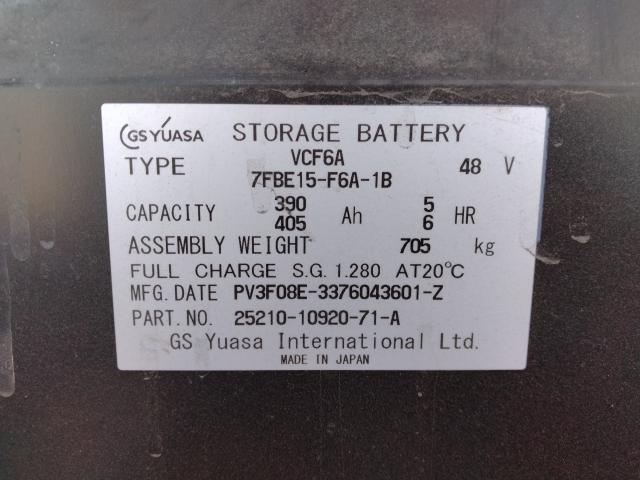 GS YUASA STORAGE BATTERY
TYPE VCF6A 48 V
7FBE15-F6A-1B
CAPACITY 390 Ah 5 HR
405 6
ASSEMBLY WEIGHT 705 kg
FULL CHARGE S.G. 1.280 AT20℃
MFG.DATE PV3F08E-3376043601-Z
PART.NO. 25210-10920-71-A
GS Yuasa International Ltd.
MADE IN JAPAN